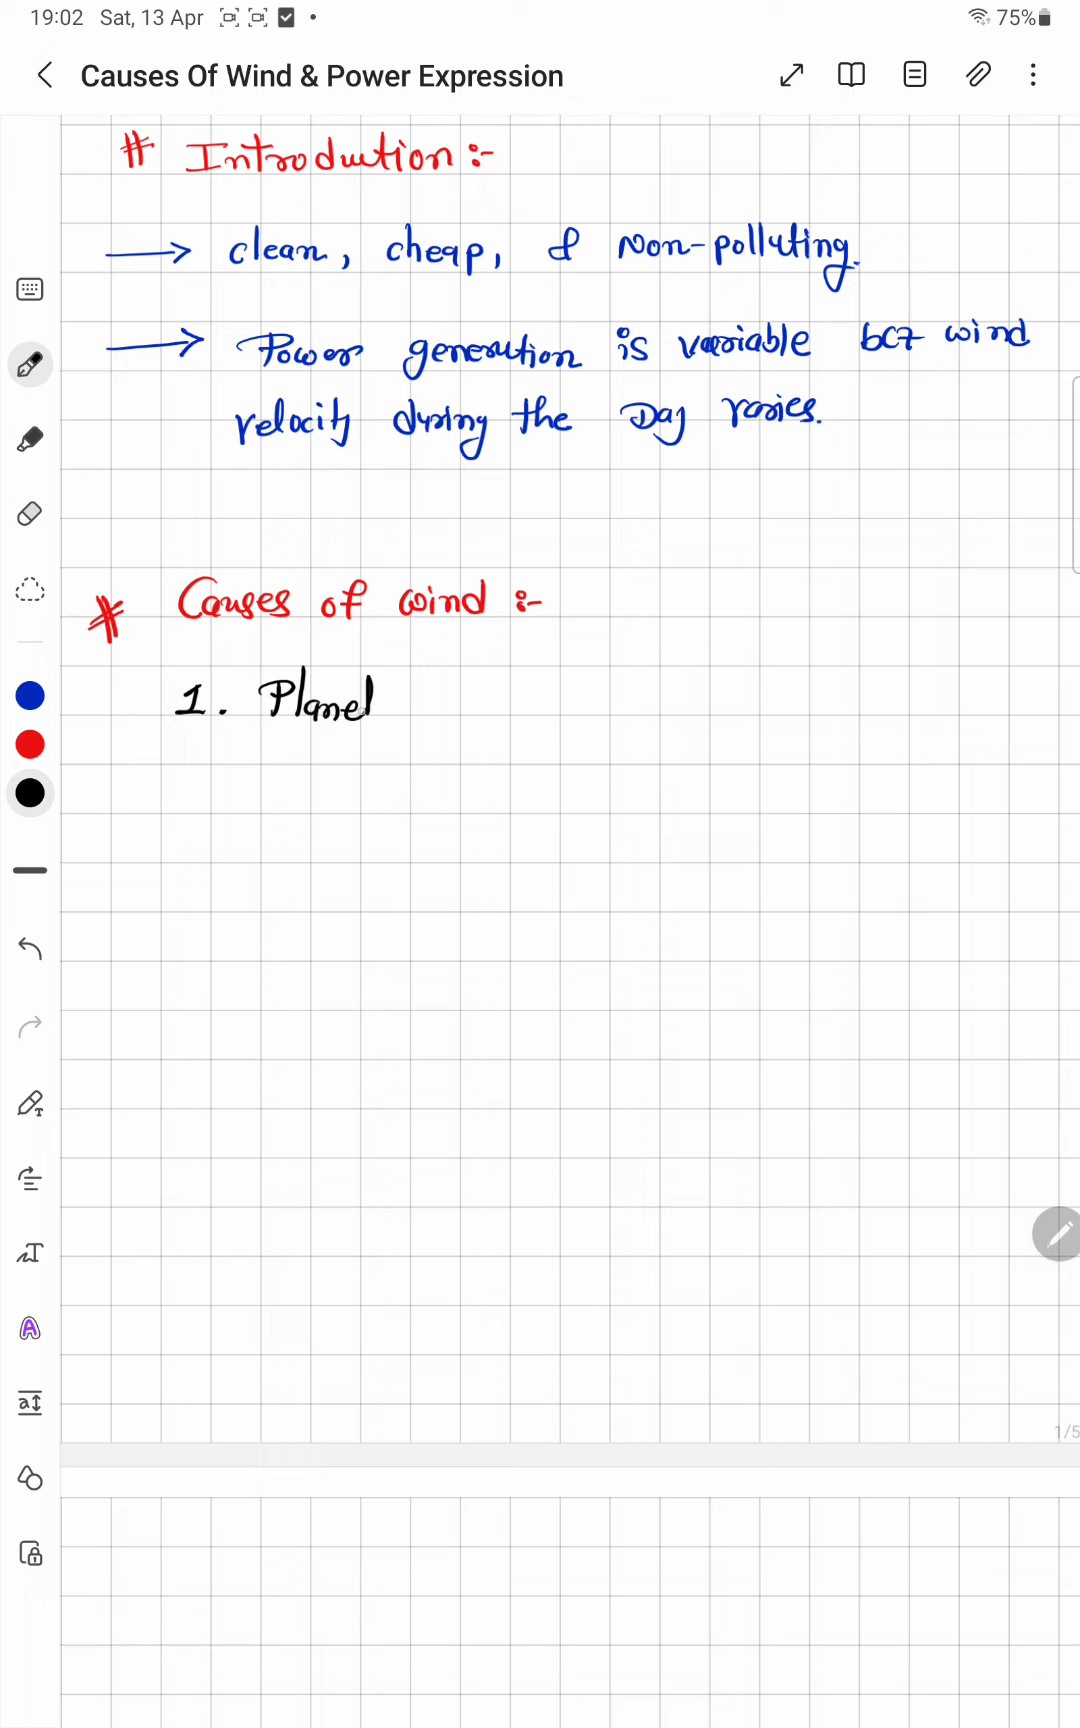 19:02 Sat, 13 Apr 75%
Causes Of Wind & Power Expression
# Introduction :-
→ clean, cheap, & Non-polluting.
→ Power generation is variable bcz wind
velocity during the Day varies.
# Causes of wind :-
1. Planel
1/5